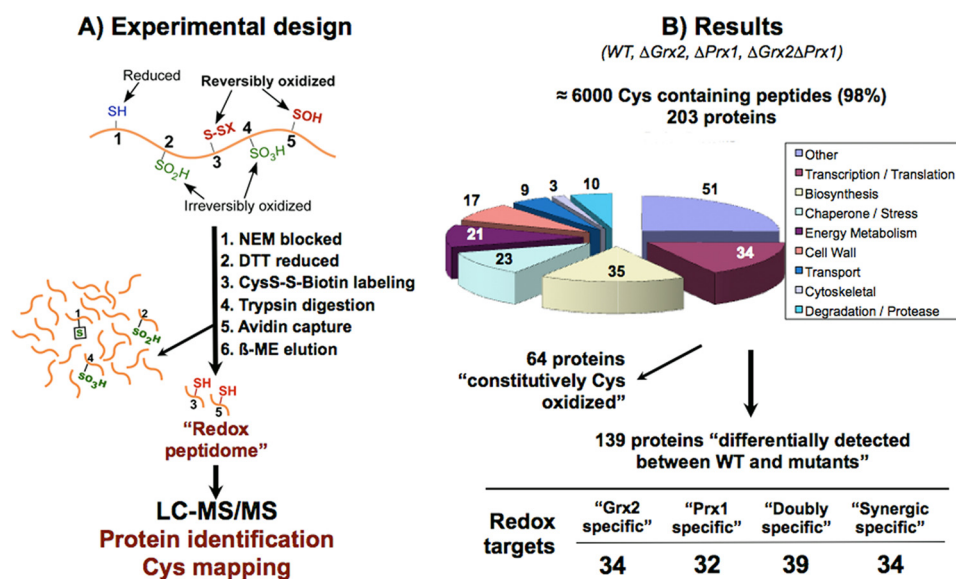 A) Experimental design
Reduced
Reversibly oxidized
SH
1
2
SO₂H
S-SX
3
4
SO₃H
SOH
5
Irreversibly oxidized
1. NEM blocked
2. DTT reduced
3. CysS-S-Biotin labeling
4. Trypsin digestion
5. Avidin capture
6. ß-ME elution
1
S
2
SO₂H
4
SO₃H
SH
3
SH
5
“Redox
peptidome”
LC-MS/MS
Protein identification
Cys mapping
B) Results
(WT, ΔGrx2, ΔPrx1, ΔGrx2ΔPrx1)
≈ 6000 Cys containing peptides (98%)
203 proteins
51
34
35
23
21
17
9
3
10
Other
Transcription / Translation
Biosynthesis
Chaperone / Stress
Energy Metabolism
Cell Wall
Transport
Cytoskeletal
Degradation / Protease
64 proteins
“constitutively Cys
oxidized”
139 proteins “differentially detected
between WT and mutants”
Redox
targets
“Grx2
specific”
“Prx1
specific”
“Doubly
specific”
“Synergic
specific”
34 32 39 34